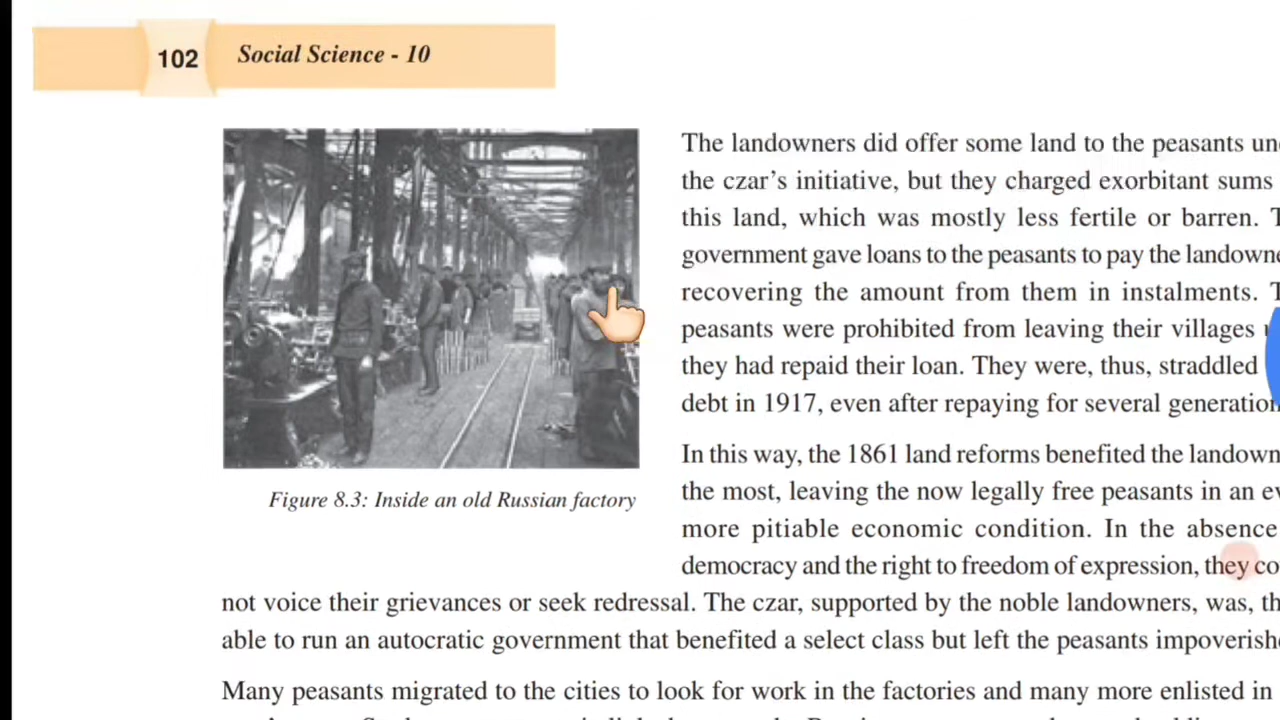 102
Social Science - 10
The landowners did offer some land to the peasants
the czar's initiative, but they charged exorbitant sums
this land, which was mostly less fertile or barren.
government gave loans to the peasants to pay the
recovering the amount from them in instalments.
peasants were prohibited from leaving their villages
they had repaid their loan. They were, thus, straddled
debt in 1917, even after repaying for several
In this way, the 1861 land reforms benefited the
the most, leaving the now legally free peasants in an
more pitiable economic condition. In the absence
democracy and the right to freedom of expression, they
Figure 8.3: Inside an old Russian factory
not voice their grievances or seek redressal. The czar, supported by the noble landowners, was,
able to run an autocratic government that benefited a select class but left the peasants
Many peasants migrated to the cities to look for work in the factories and many more enlisted in